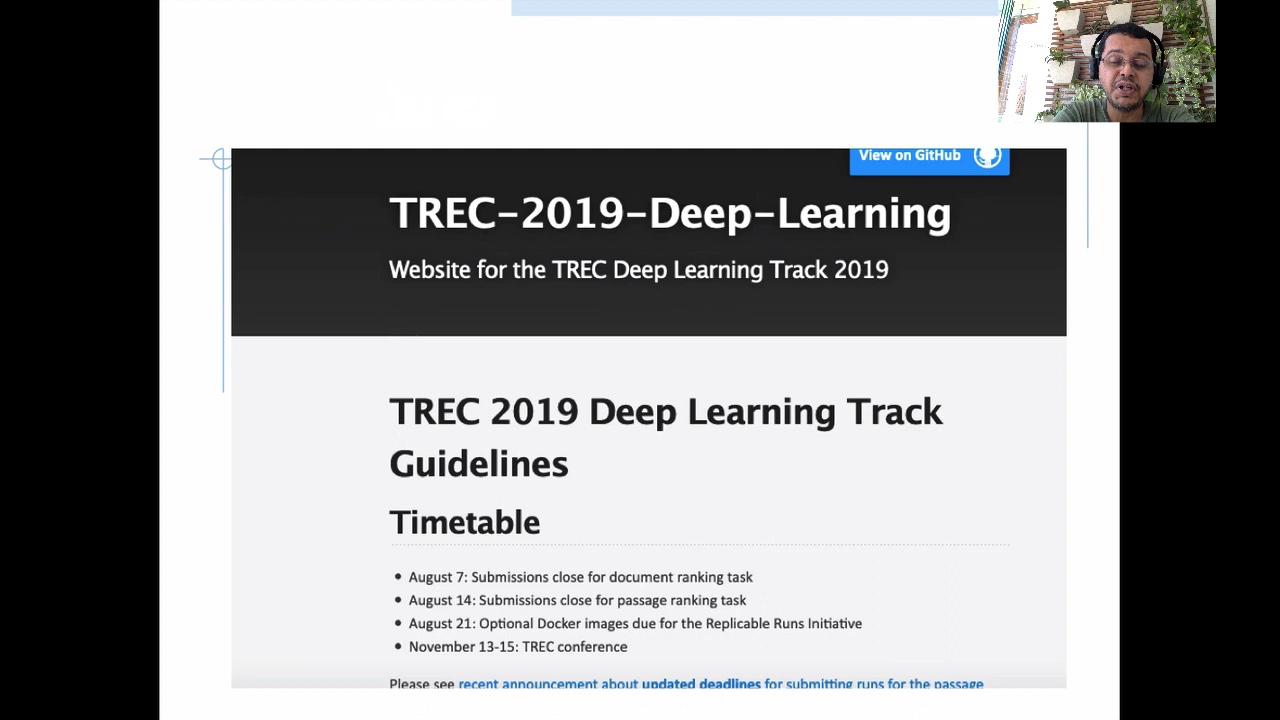 View on GitHub
TREC-2019-Deep-Learning
Website for the TREC Deep Learning Track 2019
TREC 2019 Deep Learning Track
Guidelines
Timetable
August 7: Submissions close for document ranking task
August 14: Submissions close for passage ranking task
August 21: Optional Docker images due for the Replicable Runs Initiative
November 13-15: TREC conference
Please see recent announcement about updated deadlines for submitting runs for the passage